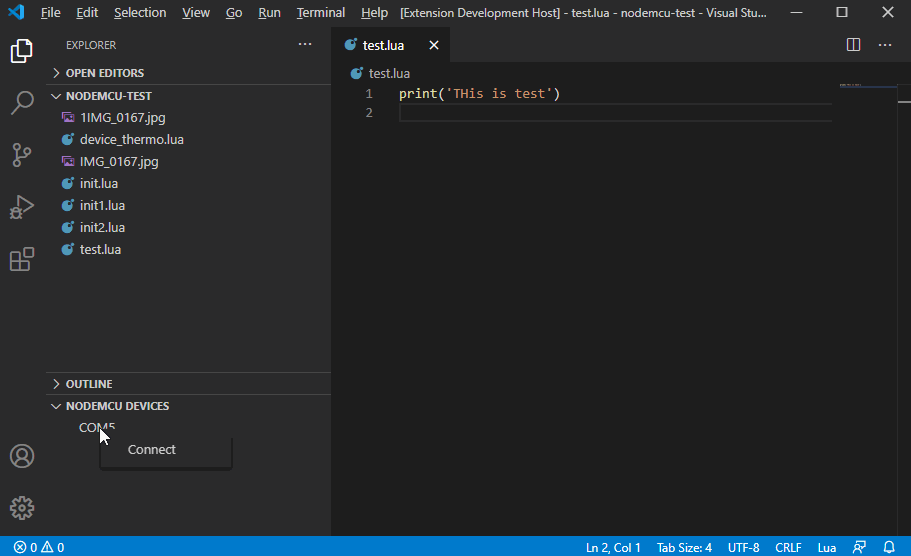 File Edit Selection View Go Run Terminal Help [Extension Development Host] - test.lua - nodemcu-test - Visual Stu...
EXPLORER
OPEN EDITORS
NODEMCU-TEST
1IMG_0167.jpg
device_thermo.lua
IMG_0167.jpg
init.lua
init1.lua
init2.lua
test.lua
OUTLINE
NODEMCU DEVICES
COM5
Connect
test.lua
test.lua
1 print('THis is test')
2
0 0 Ln 2, Col 1 Tab Size: 4 UTF-8 CRLF Lua